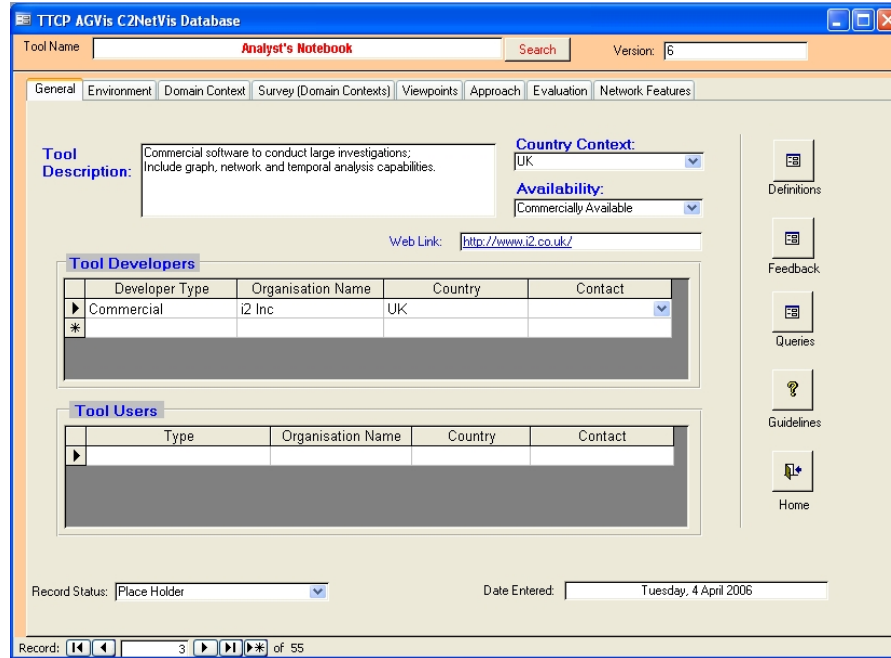 TTCP AGVis C2NetVis Database
Tool Name Analyst's Notebook Search Version: 6
General Environment Domain Context Survey (Domain Contexts) Viewpoints Approach Evaluation Network Features
Tool Description:
Commercial software to conduct large investigations;
Include graph, network and temporal analysis capabilities.
Country Context:
UK
Availability:
Commercially Available
Web Link: http://www.i2.co.uk/
Tool Developers
Developer Type Organisation Name Country Contact
Commercial i2 Inc UK
Tool Users
Type Organisation Name Country Contact
Definitions
Feedback
Queries
Guidelines
Home
Record Status: Place Holder Date Entered: Tuesday, 4 April 2006
Record: 3 of 55